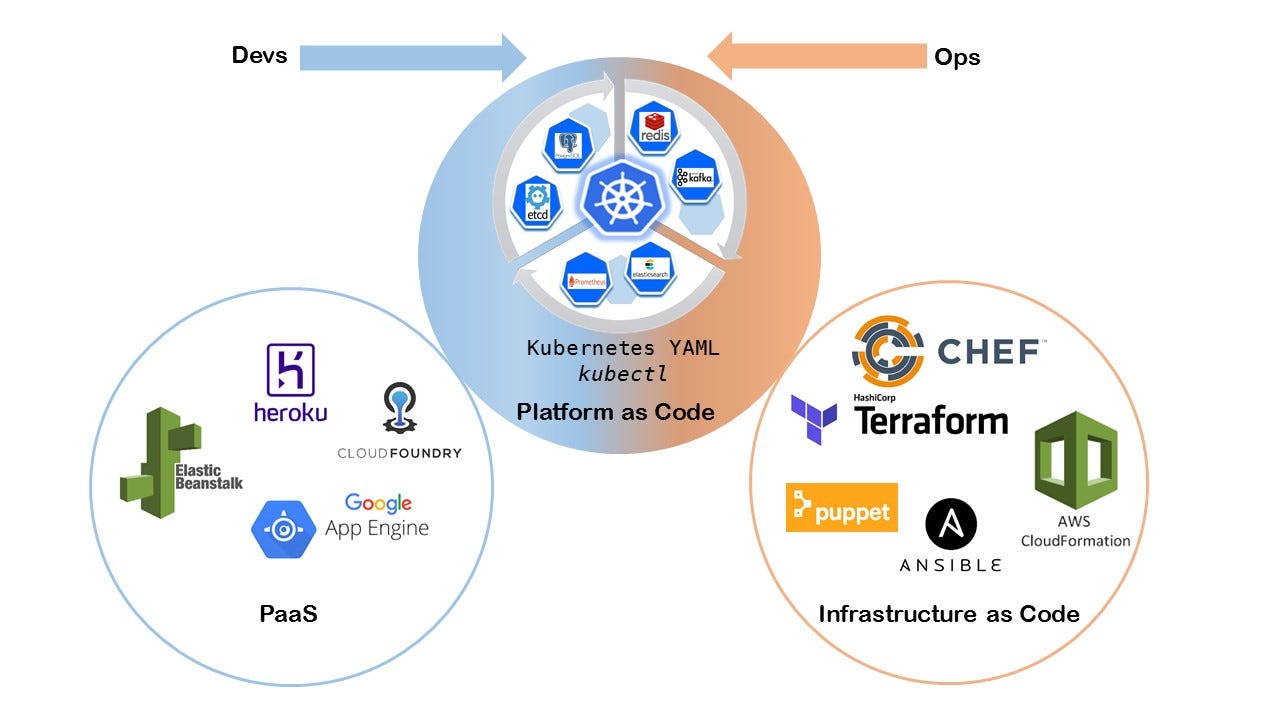 Devs
Ops
redis
PostgreSQL
kafka
etcd
elasticsearch
Prometheus
Kubernetes YAML
kubectl
Platform as Code
heroku
CLOUDFOUNDRY
Elastic
Beanstalk
Google
App Engine
PaaS
CHEF™
HashiCorp
Terraform
puppet
ANSIBLE
AWS
CloudFormation
Infrastructure as Code